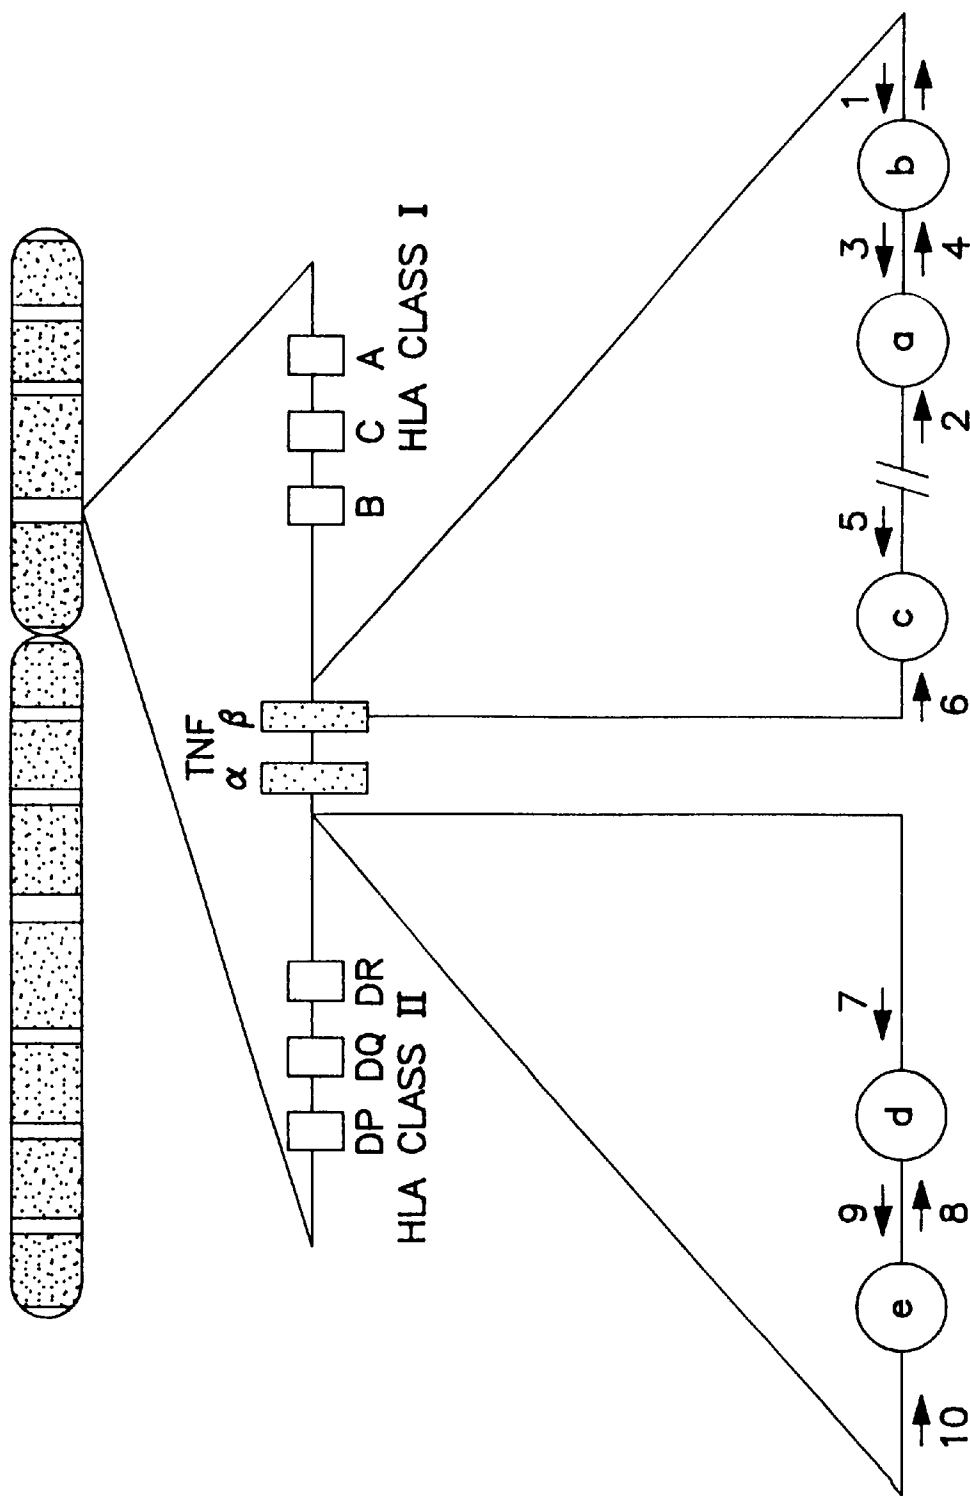 TNF
α β
DP DQ DR
HLA CLASS II
B C A
HLA CLASS I
10
e
9
8
d
7
6
c
5
2
a
3
4
b
1